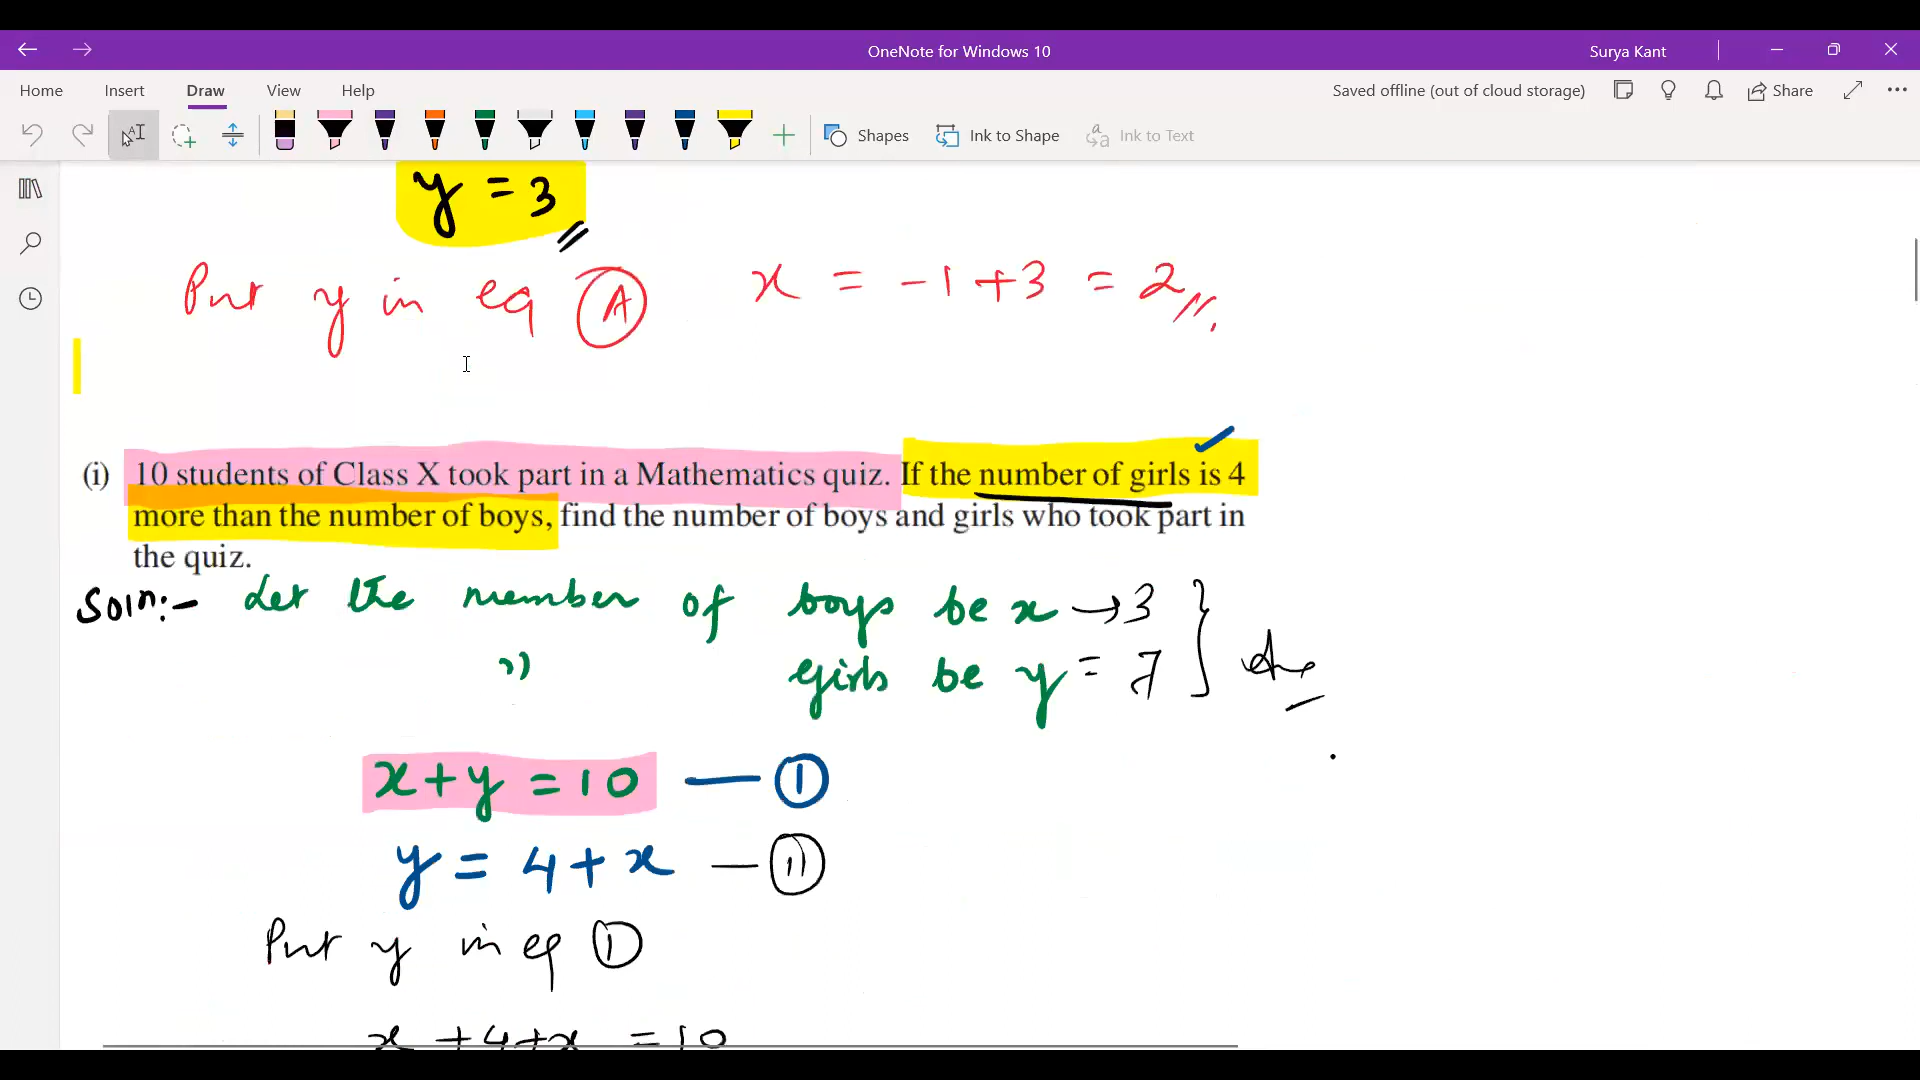 OneNote for Windows 10
Surya Kant
Home Insert Draw View Help
Saved offline (out of cloud storage)
Share
Shapes
Ink to Shape
Ink to Text
y = 3
Put y in eq A x = -1 + 3 = 2
(i) 10 students of Class X took part in a Mathematics quiz. If the number of girls is 4
more than the number of boys, find the number of boys and girls who took part in
the quiz.
Soln:- Let the number of boys be x → 3
" girls be y = 7 } Ans
x + y = 10 — I
y = 4 + x — II
Put y in eq I
x + 4 + x = 10